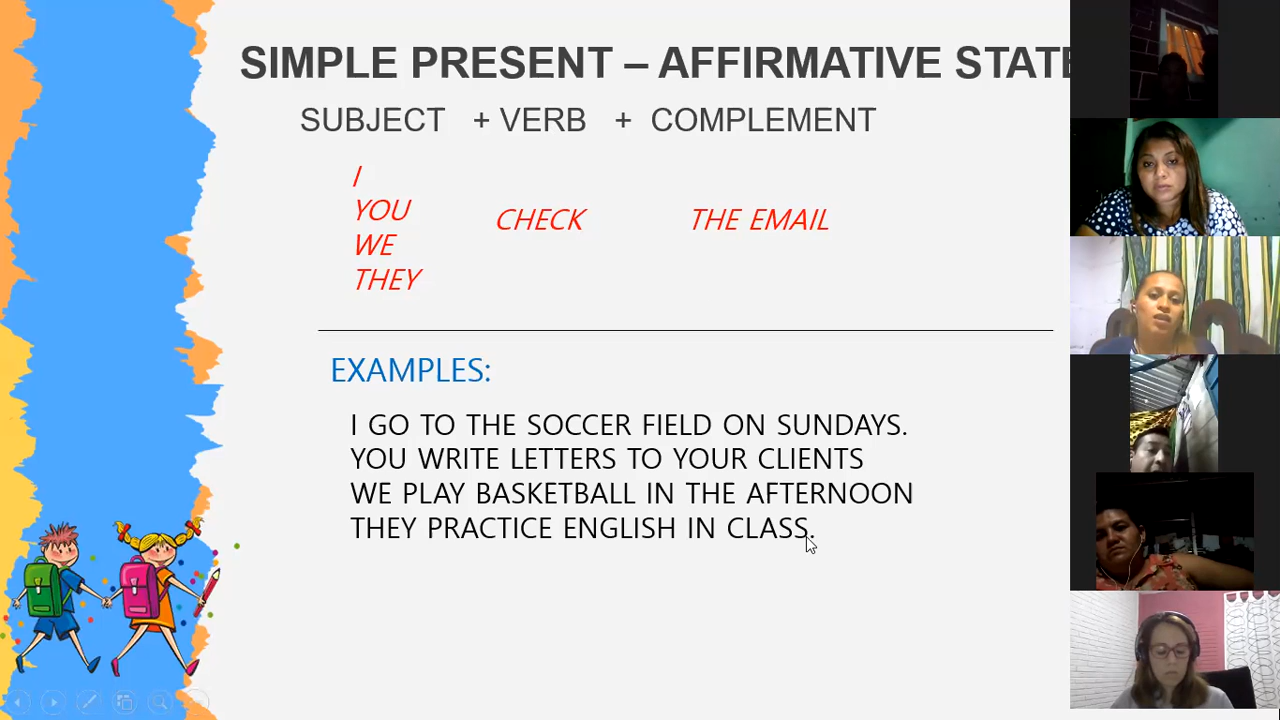 SIMPLE PRESENT – AFFIRMATIVE STATE
SUBJECT + VERB + COMPLEMENT
I
YOU
WE
THEY
CHECK
THE EMAIL
EXAMPLES:
I GO TO THE SOCCER FIELD ON SUNDAYS.
YOU WRITE LETTERS TO YOUR CLIENTS
WE PLAY BASKETBALL IN THE AFTERNOON
THEY PRACTICE ENGLISH IN CLASS.